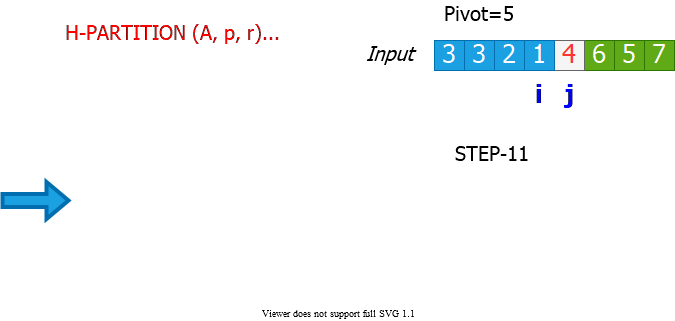 Pivot=5
H-PARTITION (A, p, r)...
Input 3 3 2 1 4 6 5 7
i j
STEP-11
Viewer does not support full SVG 1.1